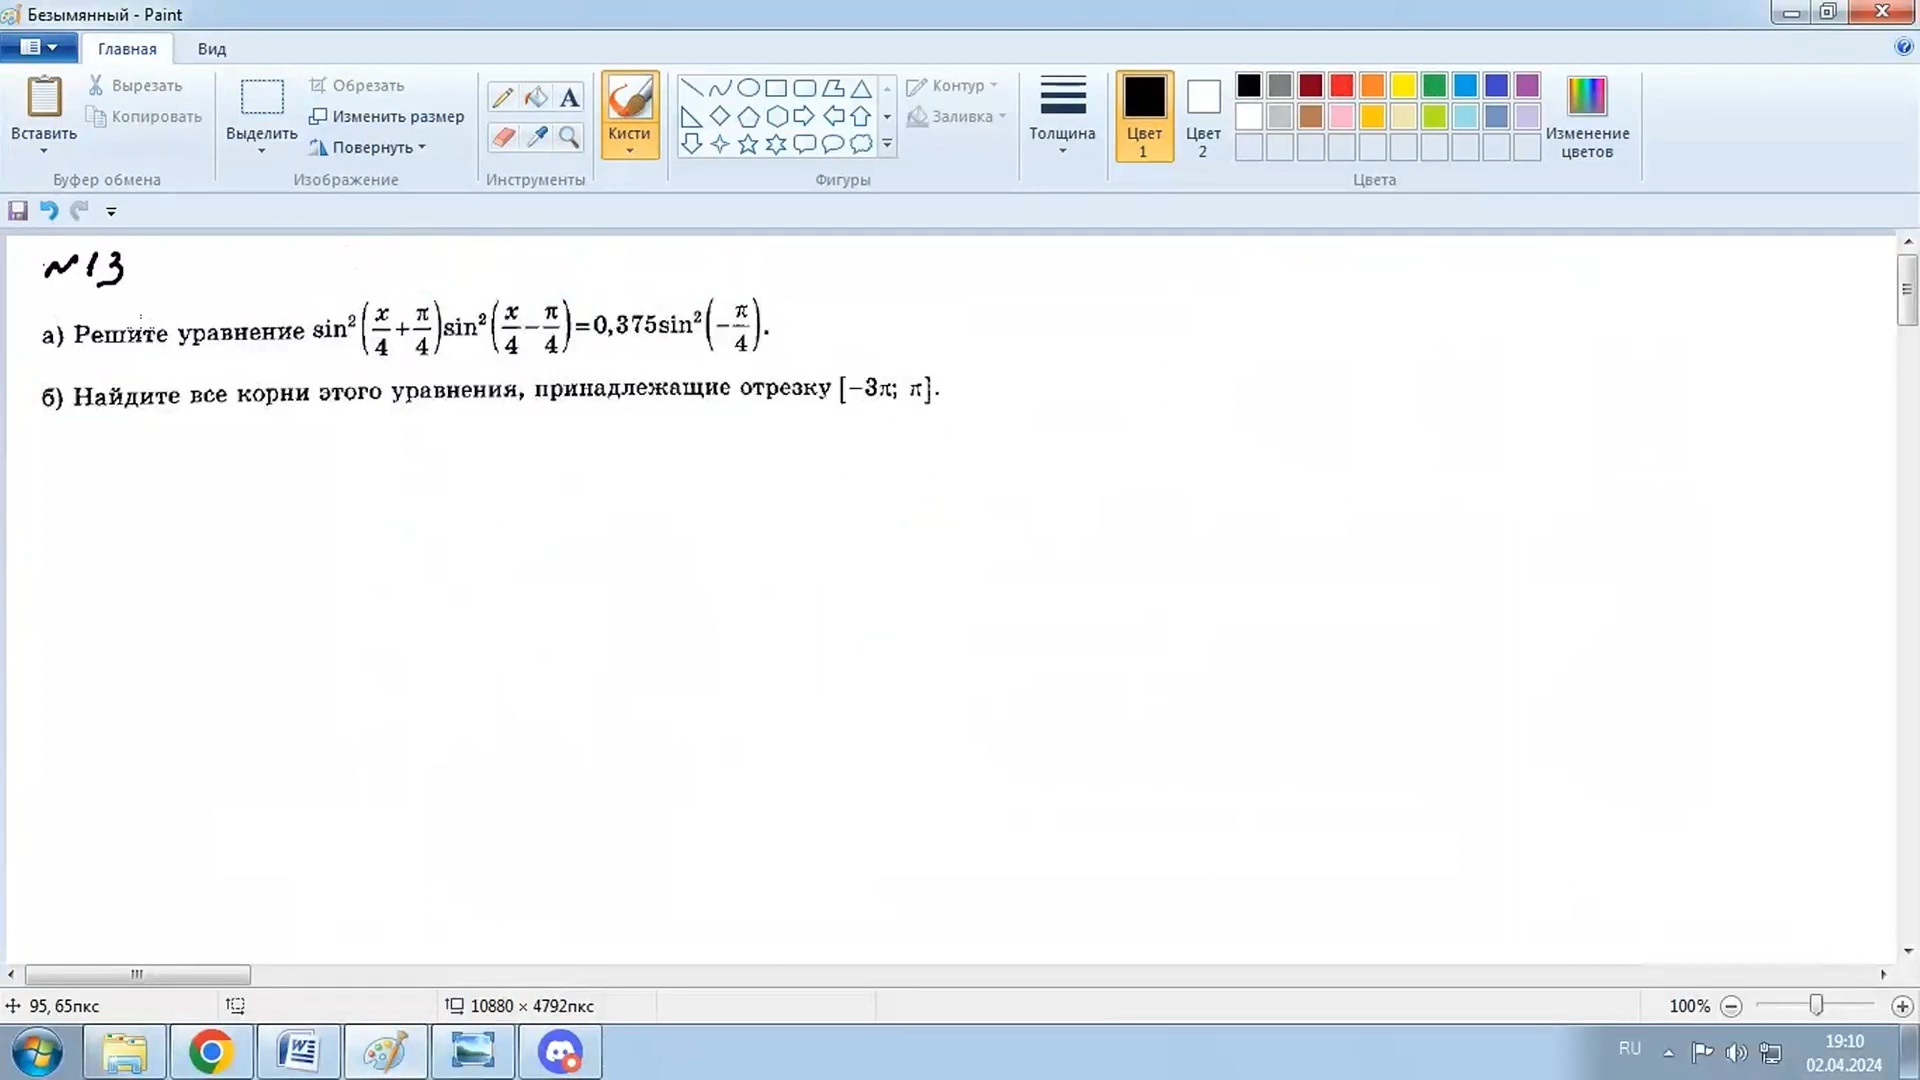 Безымянный - Paint
Главная Вид
Вставить
Вырезать
Копировать
Буфер обмена
Выделить
Обрезать
Изменить размер
Повернуть
Изображение
A
Инструменты
Кисти
Контур
Заливка
Фигуры
Толщина
Цвет 1
Цвет 2
Изменение цветов
Цвета
№13
а) Решите уравнение sin²(x/4+π/4)sin²(x/4−π/4)=0,375sin²(−π/4).
б) Найдите все корни этого уравнения, принадлежащие отрезку [−3π; π].
95, 65пкс 10880 × 4792пкс 100%
RU 19:10
02.04.2024